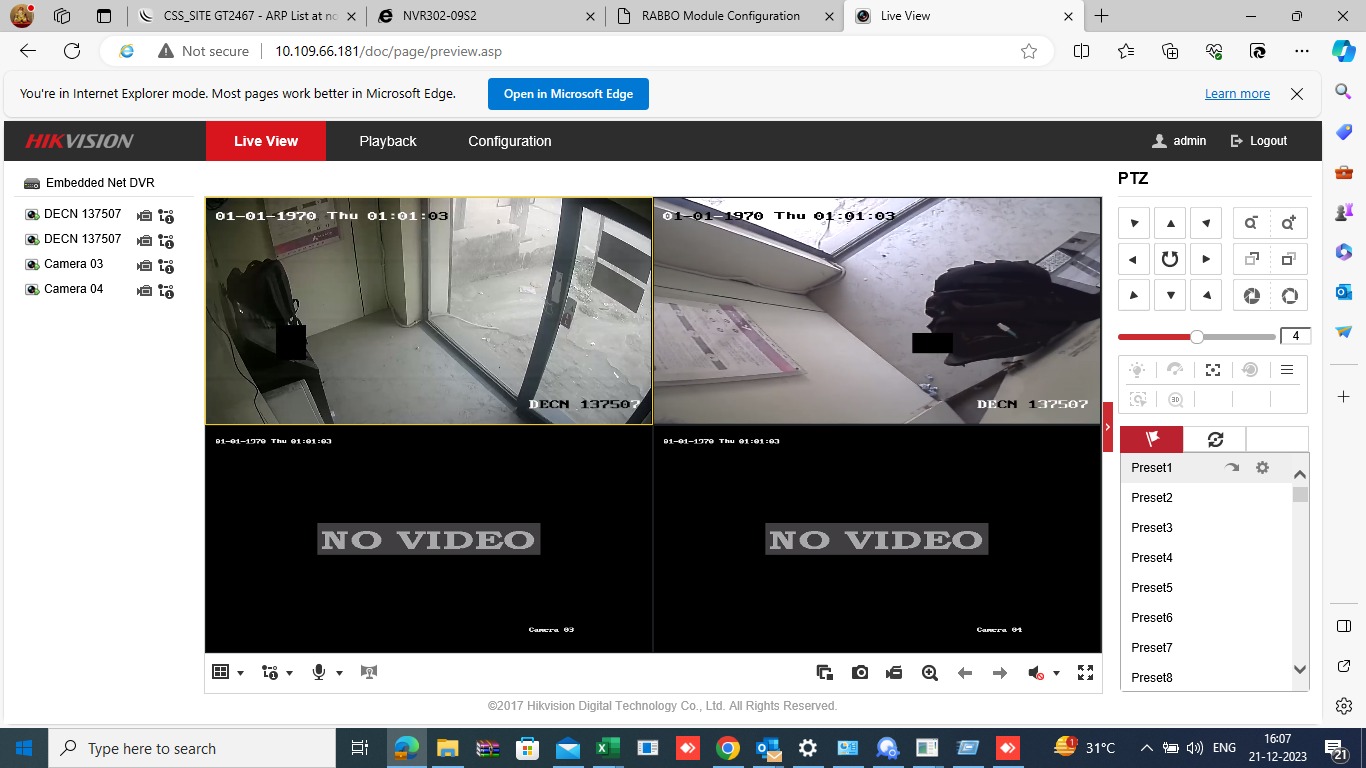 CSS_SITE GT2467 - ARP List at no
NVR302-09S2
RABBO Module Configuration
Live View
Not secure
10.109.66.181/doc/page/preview.asp
You're in Internet Explorer mode. Most pages work better in Microsoft Edge.
Open in Microsoft Edge
Learn more
HIKVISION
Live View
Playback
Configuration
admin
Logout
Embedded Net DVR
DECN 137507
DECN 137507
Camera 03
Camera 04
01-01-1970 Thu 01:01:03
DECN 137507
01-01-1970 Thu 01:01:03
DECN 137507
01-01-1970 Thu 01:01:03
NO VIDEO
Camera 03
01-01-1970 Thu 01:01:03
NO VIDEO
Camera 04
PTZ
4
3D
Preset1
Preset2
Preset3
Preset4
Preset5
Preset6
Preset7
Preset8
©2017 Hikvision Digital Technology Co., Ltd. All Rights Reserved.
Type here to search
1
31°C
ENG
16:07
21-12-2023
21